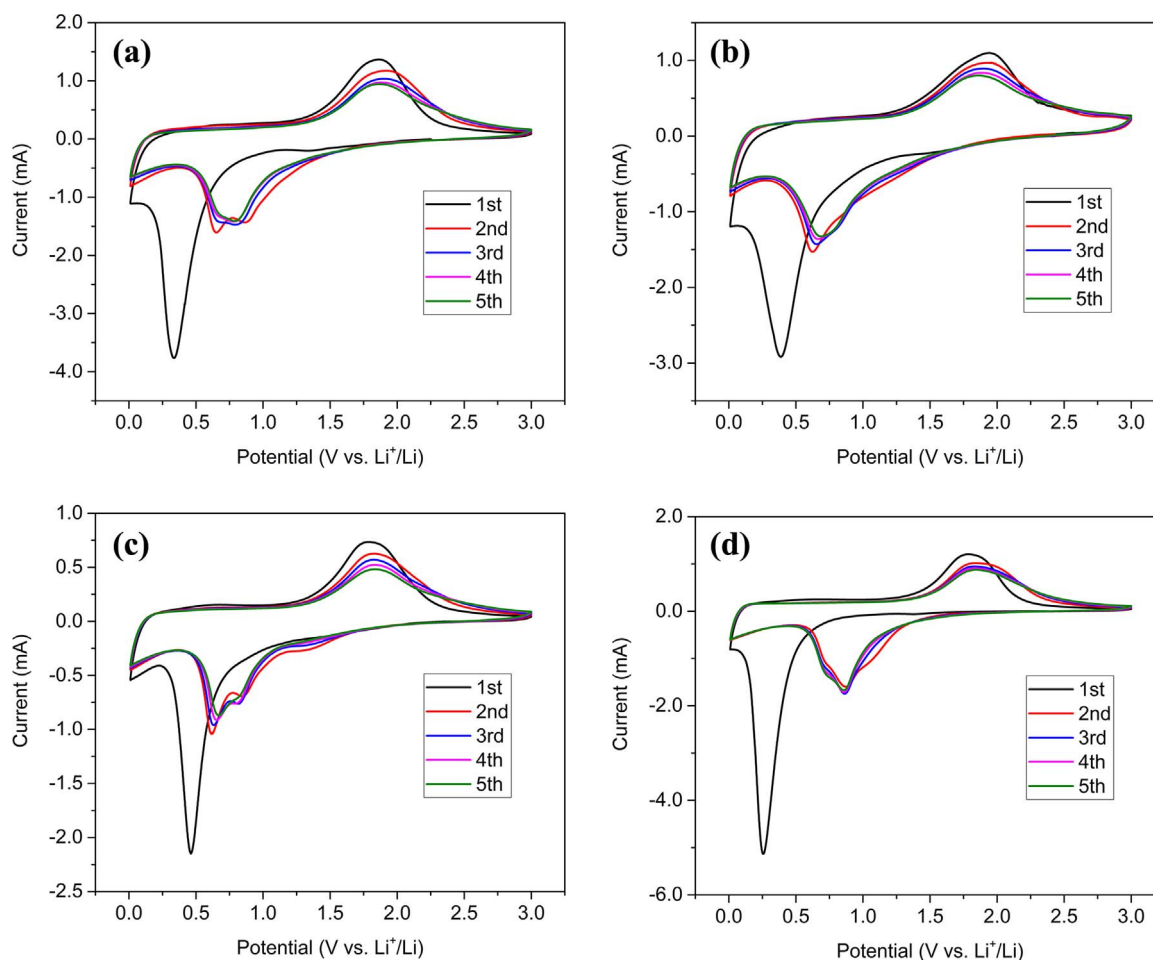 (a)
2.0
1.0
0.0
-1.0
-2.0
-3.0
-4.0
Current (mA)
1st
2nd
3rd
4th
5th
0.0 0.5 1.0 1.5 2.0 2.5 3.0
Potential (V vs. Li⁺/Li)
(b)
1.0
0.0
-1.0
-2.0
-3.0
Current (mA)
1st
2nd
3rd
4th
5th
0.0 0.5 1.0 1.5 2.0 2.5 3.0
Potential (V vs. Li⁺/Li)
(c)
1.0
0.5
0.0
-0.5
-1.0
-1.5
-2.0
-2.5
Current (mA)
1st
2nd
3rd
4th
5th
0.0 0.5 1.0 1.5 2.0 2.5 3.0
Potential (V vs. Li⁺/Li)
(d)
2.0
0.0
-2.0
-4.0
-6.0
Current (mA)
1st
2nd
3rd
4th
5th
0.0 0.5 1.0 1.5 2.0 2.5 3.0
Potential (V vs. Li⁺/Li)